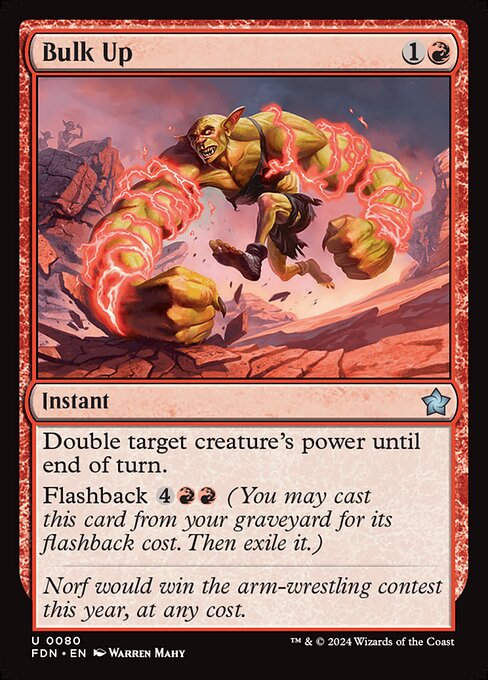 Bulk Up 1
Instant
Double target creature's power until
end of turn.
Flashback 4 (You may cast
this card from your graveyard for its
flashback cost. Then exile it.)
Norf would win the arm-wrestling contest
this year, at any cost.
U 0080
FDN • EN Warren Mahy
™ & © 2024 Wizards of the Coast